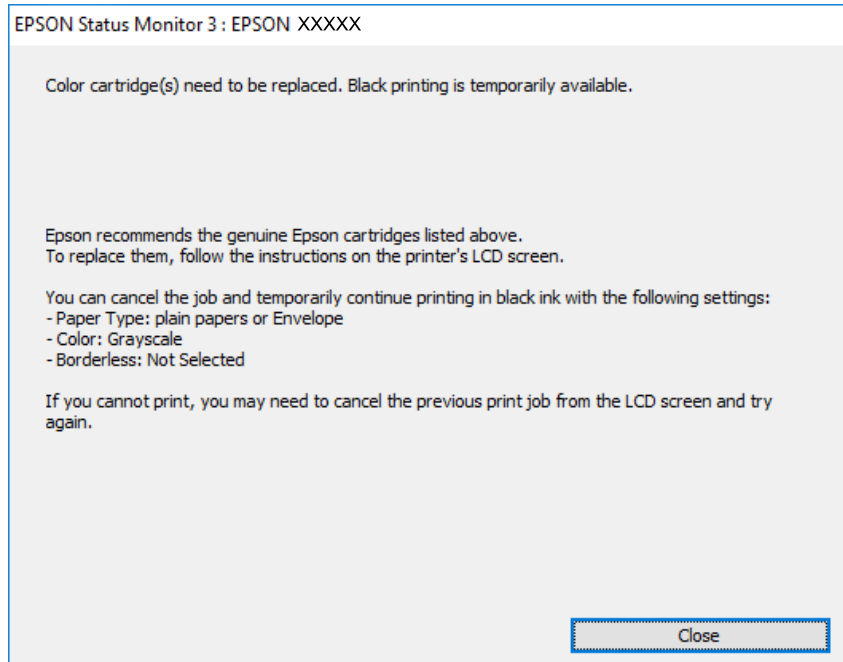 EPSON Status Monitor 3 : EPSON XXXXX
Color cartridge(s) need to be replaced. Black printing is temporarily available.
Epson recommends the genuine Epson cartridges listed above.
To replace them, follow the instructions on the printer's LCD screen.
You can cancel the job and temporarily continue printing in black ink with the following settings:
- Paper Type: plain papers or Envelope
- Color: Grayscale
- Borderless: Not Selected
If you cannot print, you may need to cancel the previous print job from the LCD screen and try
again.
Close